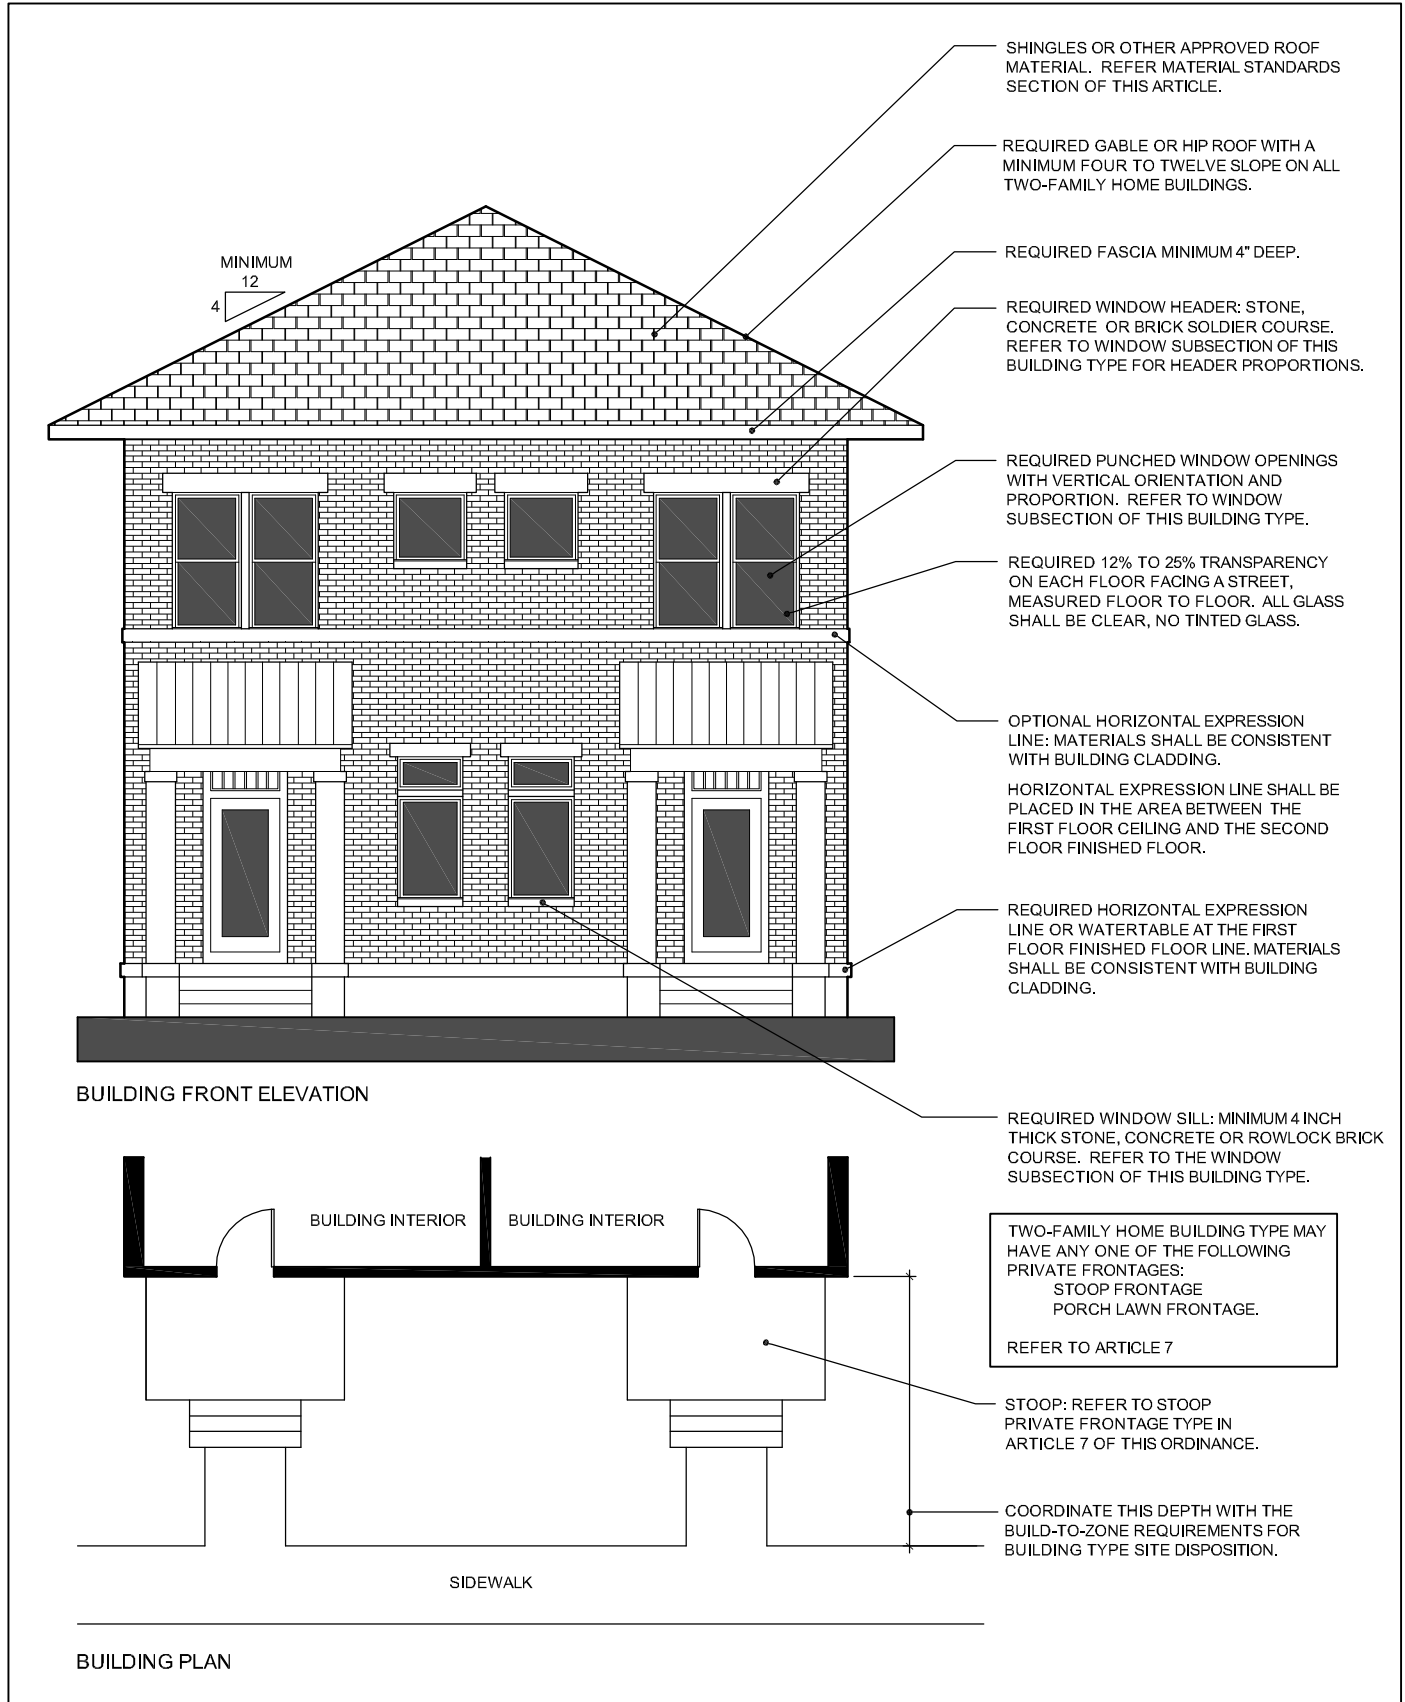 SHINGLES OR OTHER APPROVED ROOF
MATERIAL. REFER MATERIAL STANDARDS
SECTION OF THIS ARTICLE.
REQUIRED GABLE OR HIP ROOF WITH A
MINIMUM FOUR TO TWELVE SLOPE ON ALL
TWO-FAMILY HOME BUILDINGS.
REQUIRED FASCIA MINIMUM 4" DEEP.
MINIMUM
12
4
REQUIRED WINDOW HEADER: STONE,
CONCRETE OR BRICK SOLDIER COURSE.
REFER TO WINDOW SUBSECTION OF THIS
BUILDING TYPE FOR HEADER PROPORTIONS.
REQUIRED PUNCHED WINDOW OPENINGS
WITH VERTICAL ORIENTATION AND
PROPORTION. REFER TO WINDOW
SUBSECTION OF THIS BUILDING TYPE.
REQUIRED 12% TO 25% TRANSPARENCY
ON EACH FLOOR FACING A STREET,
MEASURED FLOOR TO FLOOR. ALL GLASS
SHALL BE CLEAR, NO TINTED GLASS.
OPTIONAL HORIZONTAL EXPRESSION
LINE: MATERIALS SHALL BE CONSISTENT
WITH BUILDING CLADDING.
HORIZONTAL EXPRESSION LINE SHALL BE
PLACED IN THE AREA BETWEEN THE
FIRST FLOOR CEILING AND THE SECOND
FLOOR FINISHED FLOOR.
REQUIRED HORIZONTAL EXPRESSION
LINE OR WATERTABLE AT THE FIRST
FLOOR FINISHED FLOOR LINE. MATERIALS
SHALL BE CONSISTENT WITH BUILDING
CLADDING.
BUILDING FRONT ELEVATION
REQUIRED WINDOW SILL: MINIMUM 4 INCH
THICK STONE, CONCRETE OR ROWLOCK BRICK
COURSE. REFER TO THE WINDOW
SUBSECTION OF THIS BUILDING TYPE.
BUILDING INTERIOR
BUILDING INTERIOR
TWO-FAMILY HOME BUILDING TYPE MAY
HAVE ANY ONE OF THE FOLLOWING
PRIVATE FRONTAGES:
STOOP FRONTAGE
PORCH LAWN FRONTAGE.
REFER TO ARTICLE 7
STOOP: REFER TO STOOP
PRIVATE FRONTAGE TYPE IN
ARTICLE 7 OF THIS ORDINANCE.
COORDINATE THIS DEPTH WITH THE
BUILD-TO-ZONE REQUIREMENTS FOR
BUILDING TYPE SITE DISPOSITION.
SIDEWALK
BUILDING PLAN